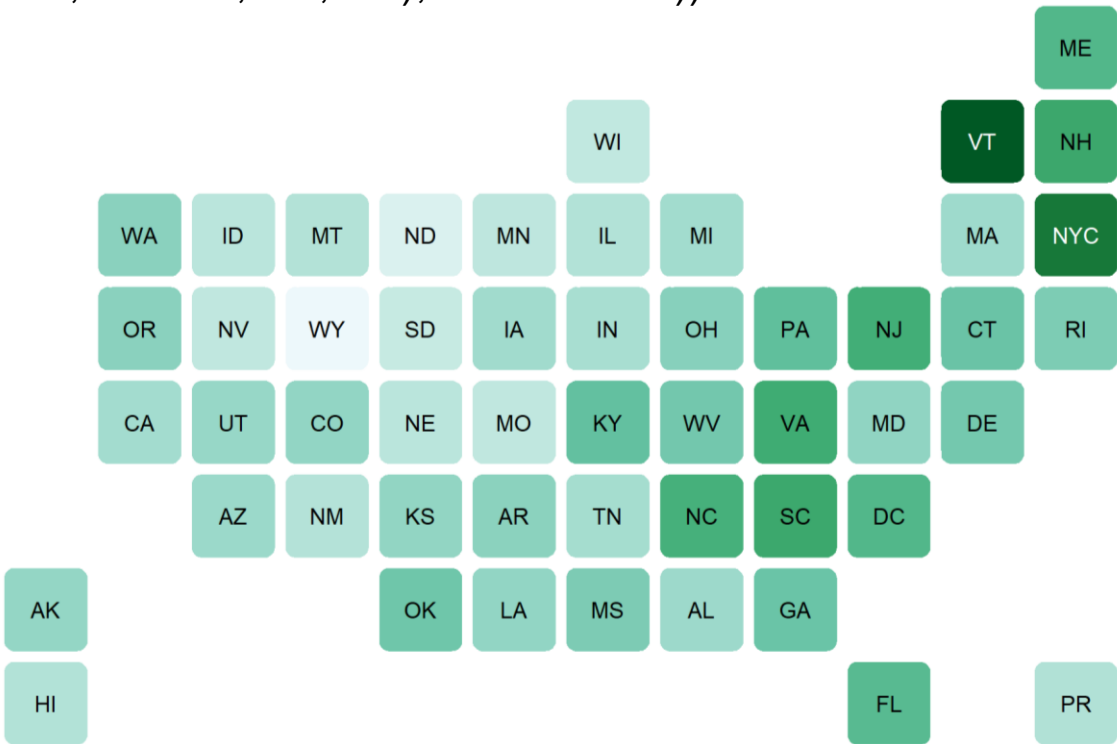 ME
WI VT NH
WA ID MT ND MN IL MI MA NYC
OR NV WY SD IA IN OH PA NJ CT RI
CA UT CO NE MO KY WV VA MD DE
AZ NM KS AR TN NC SC DC
AK OK LA MS AL GA
HI FL PR